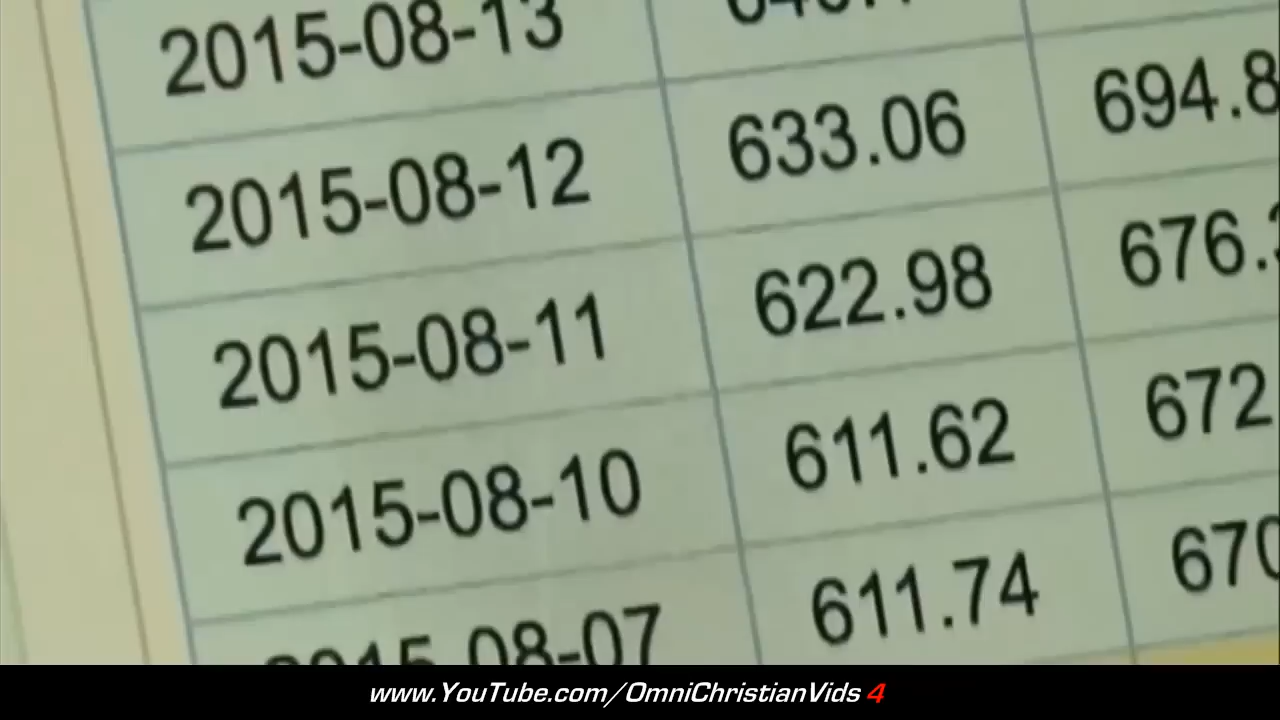 2015-08-13
2015-08-12 633.06 694.8
2015-08-11 622.98 676.
2015-08-10 611.62 672
2015-08-07 611.74 670
www.YouTube.com/OmniChristianVids 4